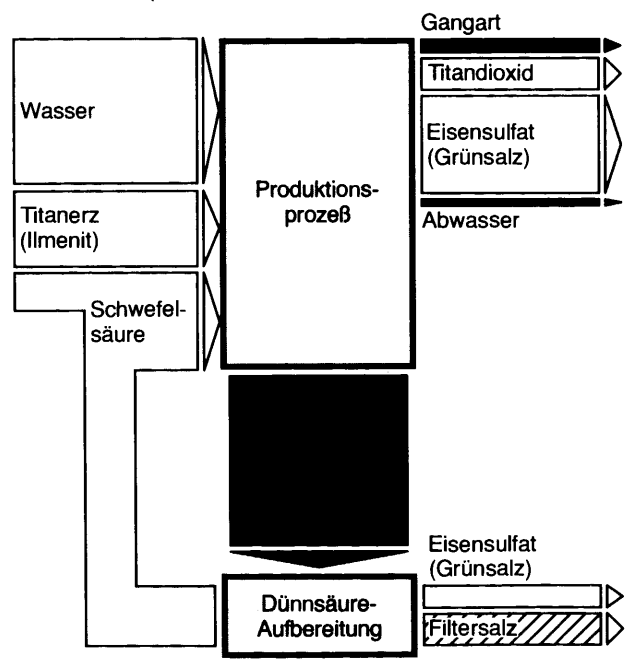 Gangart
Titandioxid
Wasser
Eisensulfat
(Grünsalz)
Produktions-
prozeß
Titanerz
(Ilmenit)
Abwasser
Schwefel-
säure
Eisensulfat
(Grünsalz)
Dünnsäure-
Aufbereitung
Filtersalz